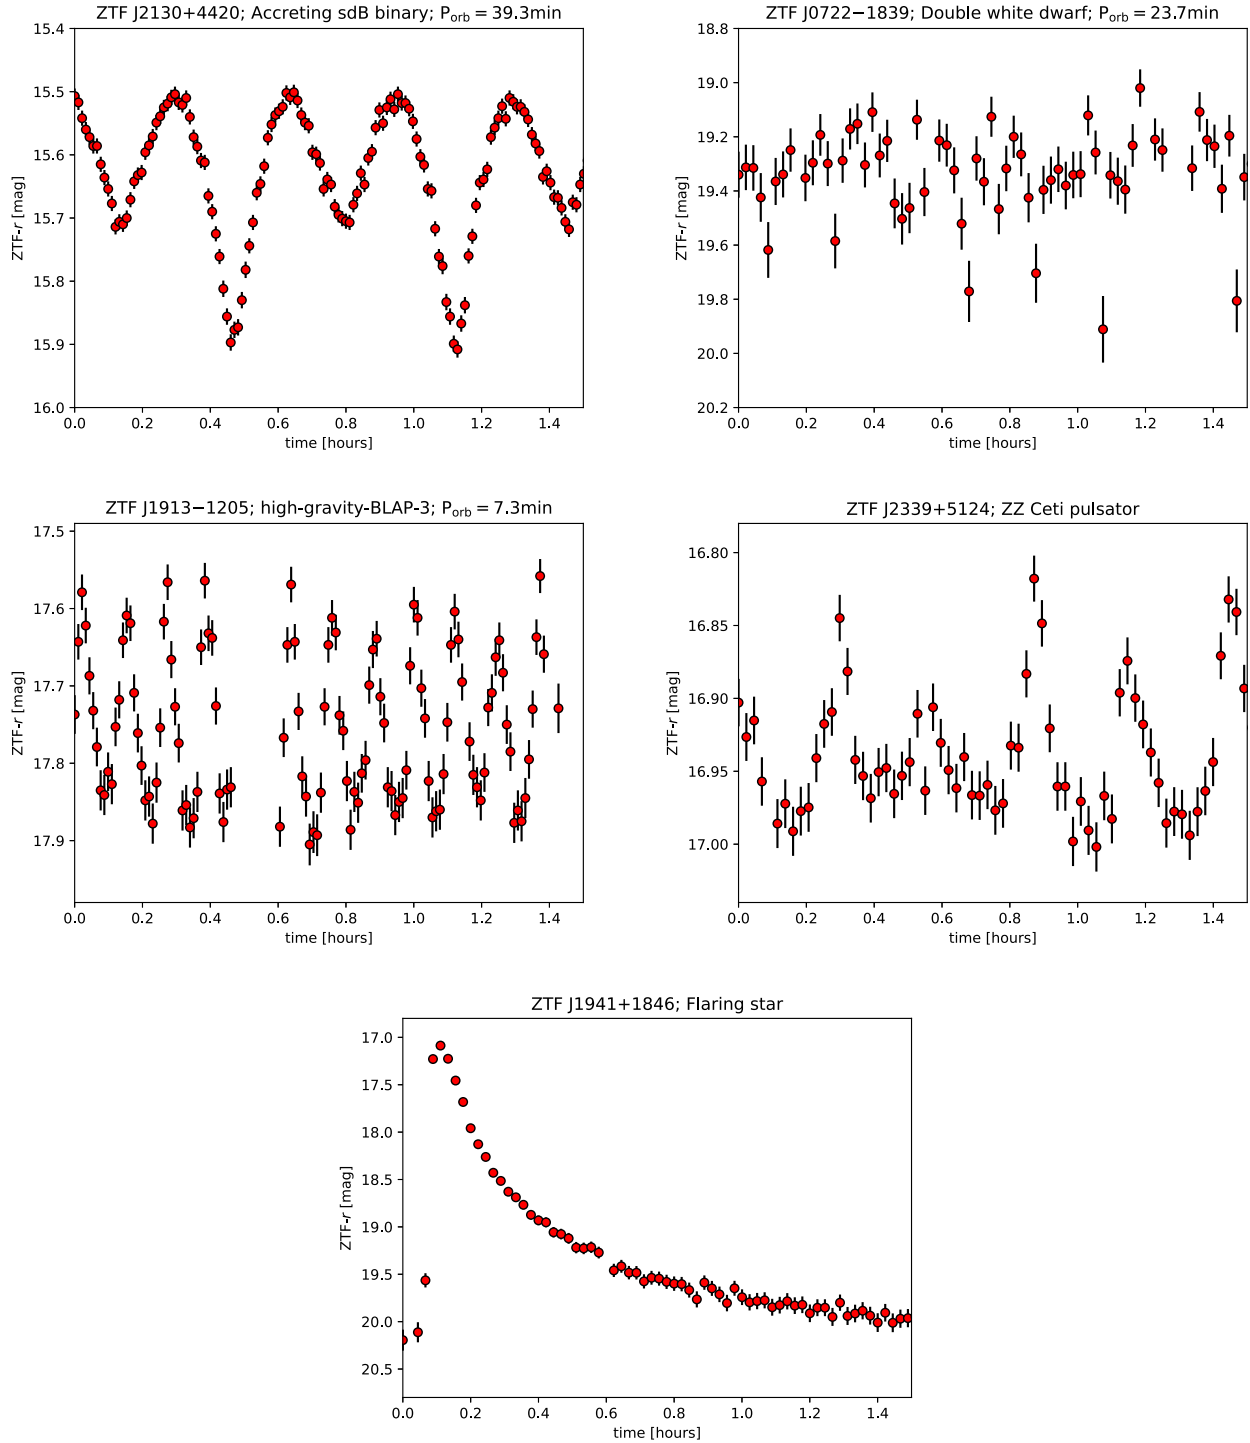 ZTF J2130+4420; Accreting sdB binary; P_orb = 39.3min
15.4
15.5
15.6
15.7
15.8
15.9
16.0
ZTF-r [mag]
0.0 0.2 0.4 0.6 0.8 1.0 1.2 1.4
time [hours]
ZTF J0722−1839; Double white dwarf; P_orb = 23.7min
18.8
19.0
19.2
19.4
19.6
19.8
20.0
20.2
ZTF-r [mag]
0.0 0.2 0.4 0.6 0.8 1.0 1.2 1.4
time [hours]
ZTF J1913−1205; high-gravity-BLAP-3; P_orb = 7.3min
17.5
17.6
17.7
17.8
17.9
ZTF-r [mag]
0.0 0.2 0.4 0.6 0.8 1.0 1.2 1.4
time [hours]
ZTF J2339+5124; ZZ Ceti pulsator
16.80
16.85
16.90
16.95
17.00
ZTF-r [mag]
0.0 0.2 0.4 0.6 0.8 1.0 1.2 1.4
time [hours]
ZTF J1941+1846; Flaring star
17.0
17.5
18.0
18.5
19.0
19.5
20.0
20.5
ZTF-r [mag]
0.0 0.2 0.4 0.6 0.8 1.0 1.2 1.4
time [hours]